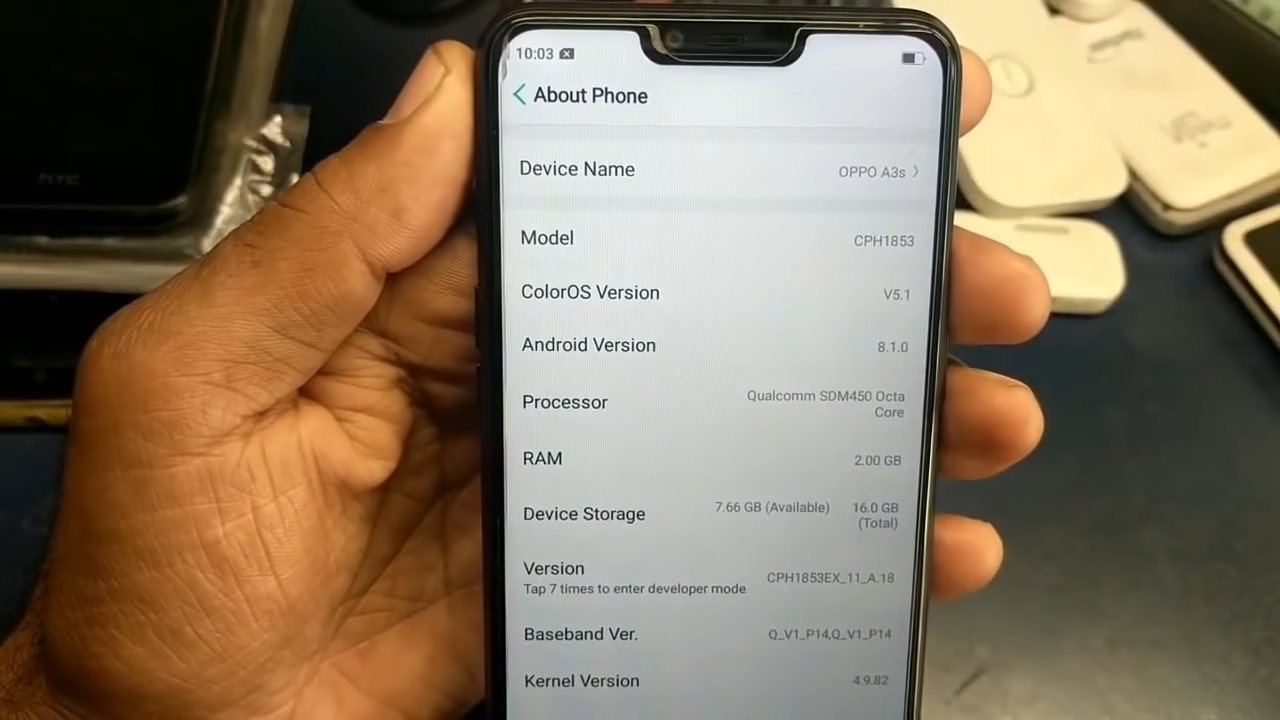 10:03
About Phone
Device Name OPPO A3s
Model CPH1853
ColorOS Version V5.1
Android Version 8.1.0
Processor Qualcomm SDM450 Octa
Core
RAM 2.00 GB
Device Storage 7.66 GB (Available) 16.0 GB
(Total)
Version CPH1853EX_11_A.18
Tap 7 times to enter developer mode
Baseband Ver. Q_V1_P14,Q_V1_P14
Kernel Version 4.9.82
hTC